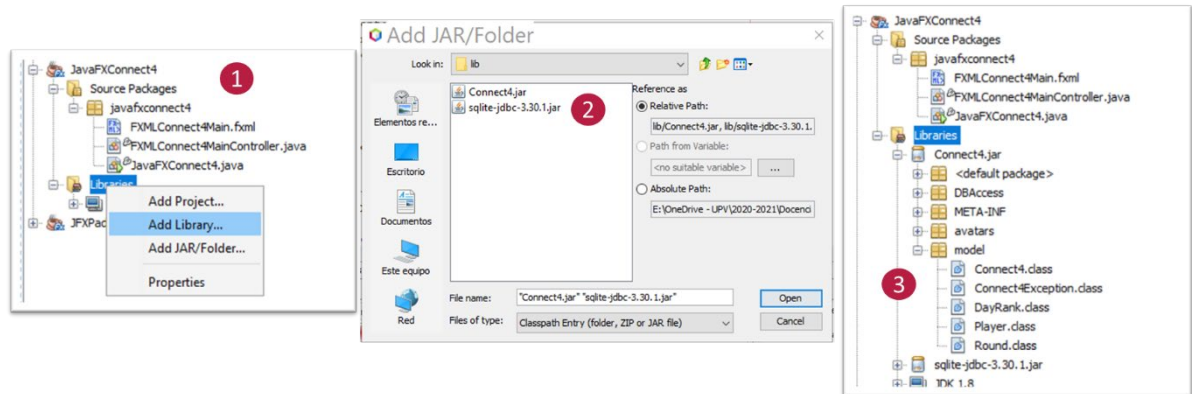 JavaFXConnect4
1
Source Packages
javafxconnect4
FXMLConnect4Main.fxml
FXMLConnect4MainController.java
JavaFXConnect4.java
Libraries
Add Project...
JFXPac
Add Library...
Add JAR/Folder...
Properties
Add JAR/Folder
Look in:
lib
Connect4.jar
sqlite-jdbc-3.30.1.jar
2
Elementos re...
Escritorio
Documentos
Este equipo
Red
Reference as
Relative Path:
lib/Connect4.jar, lib/sqlite-jdbc-3.30.1.
Path from Variable:
<no suitable variable>
...
Absolute Path:
E:\OneDrive - UPV\2020-2021\Docenci
File name:
"Connect4.jar" "sqlite-jdbc-3.30.1.jar"
Open
Files of type:
Classpath Entry (folder, ZIP or JAR file)
Cancel
JavaFXConnect4
Source Packages
javafxconnect4
FXMLConnect4Main.fxml
FXMLConnect4MainController.java
JavaFXConnect4.java
Libraries
Connect4.jar
<default package>
DBAccess
META-INF
avatars
model
3
Connect4.class
Connect4Exception.class
DayRank.class
Player.class
Round.class
sqlite-jdbc-3.30.1.jar
JDK 1.8